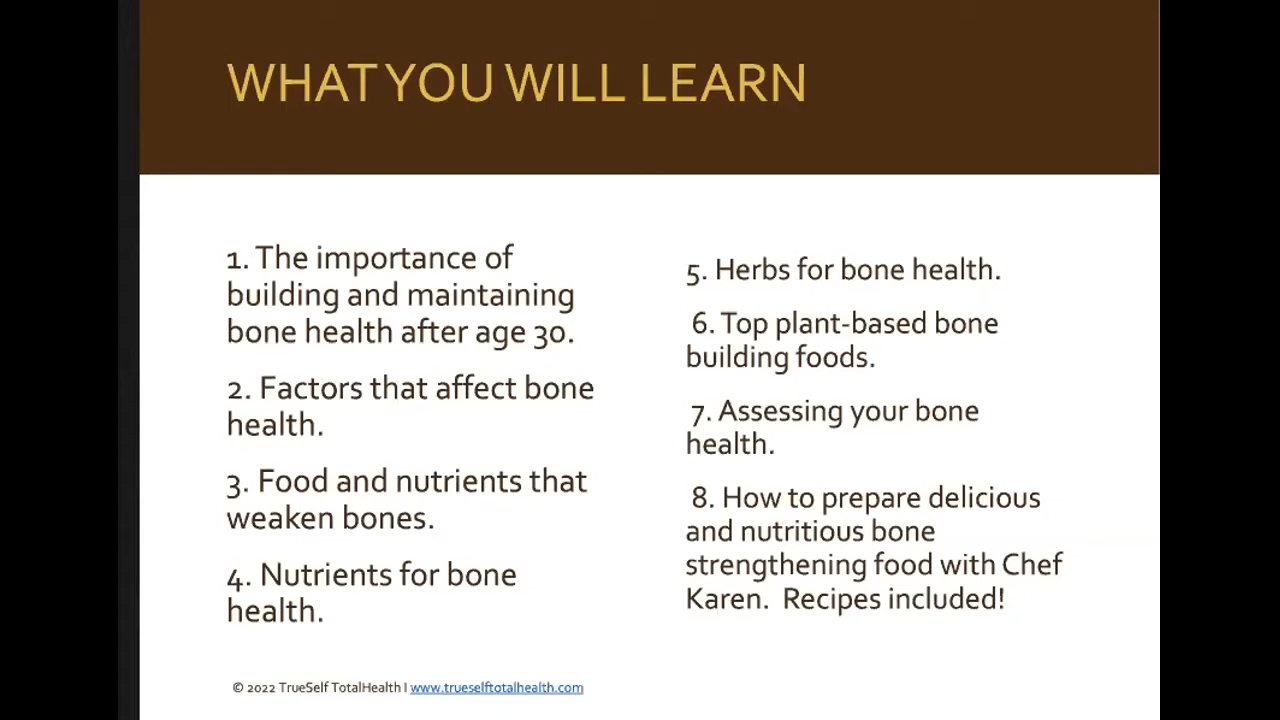 WHAT YOU WILL LEARN
1. The importance of
building and maintaining
bone health after age 30.
2. Factors that affect bone
health.
3. Food and nutrients that
weaken bones.
4. Nutrients for bone
health.
5. Herbs for bone health.
6. Top plant-based bone
building foods.
7. Assessing your bone
health.
8. How to prepare delicious
and nutritious bone
strengthening food with Chef
Karen.  Recipes included!
© 2022 TrueSelf TotalHealth I www.trueselftotalhealth.com